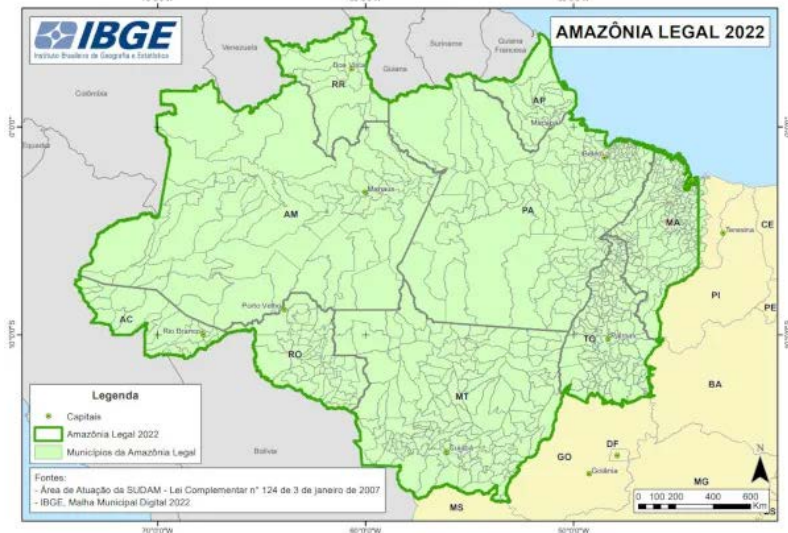 IBGE
Instituto Brasileiro de Geografia e Estatística
AMAZÔNIA LEGAL 2022
Venezuela
Suriname
Guiana Francesa
Guiana
Colômbia
Equador
Boa Vista
RR
AP
Macapá
Belém
Manaus
AM
PA
MA
Teresina
CE
PI
PE
Porto Velho
AC
Rio Branco
RO
TO
Palmas
MT
BA
Bolívia
Cuiabá
GO
DF
Goiânia
MG
MS
ES
Legenda
Capitais
Amazônia Legal 2022
Municípios da Amazônia Legal
Fontes:
- Área de Atuação da SUDAM - Lei Complementar n° 124 de 3 de janeiro de 2007
- IBGE, Malha Municipal Digital 2022
N
0 100 200 400 600
Km